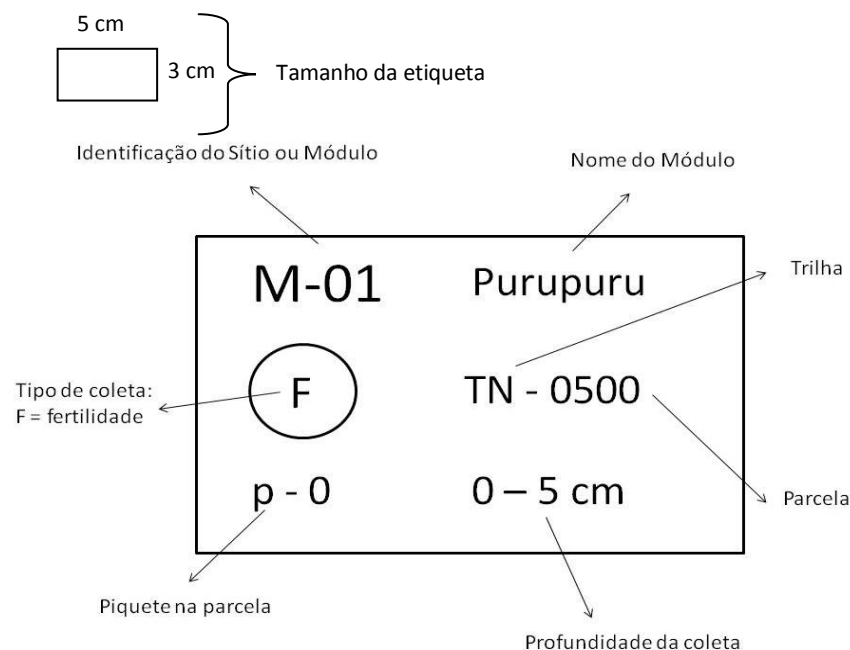 5 cm
3 cm
Tamanho da etiqueta
Identificação do Sítio ou Módulo
Nome do Módulo
M-01
Purupuru
Trilha
Tipo de coleta:
F = fertilidade
F
TN - 0500
p - 0
0 – 5 cm
Parcela
Piquete na parcela
Profundidade da coleta